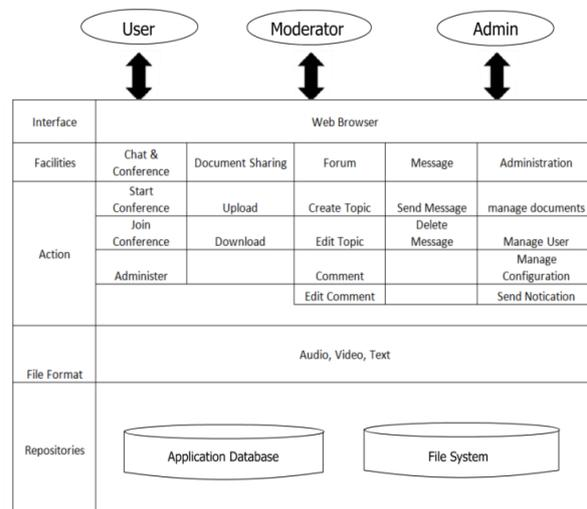 User Moderator Admin
Interface Web Browser
Facilities Chat & Conference Document Sharing Forum Message Administration
Action
Start Conference Upload Create Topic Send Message manage documents
Join Conference Download Edit Topic Delete Message Manage User
Administer Comment Manage Configuration
Edit Comment Send Notication
File Format Audio, Video, Text
Repositories Application Database File System